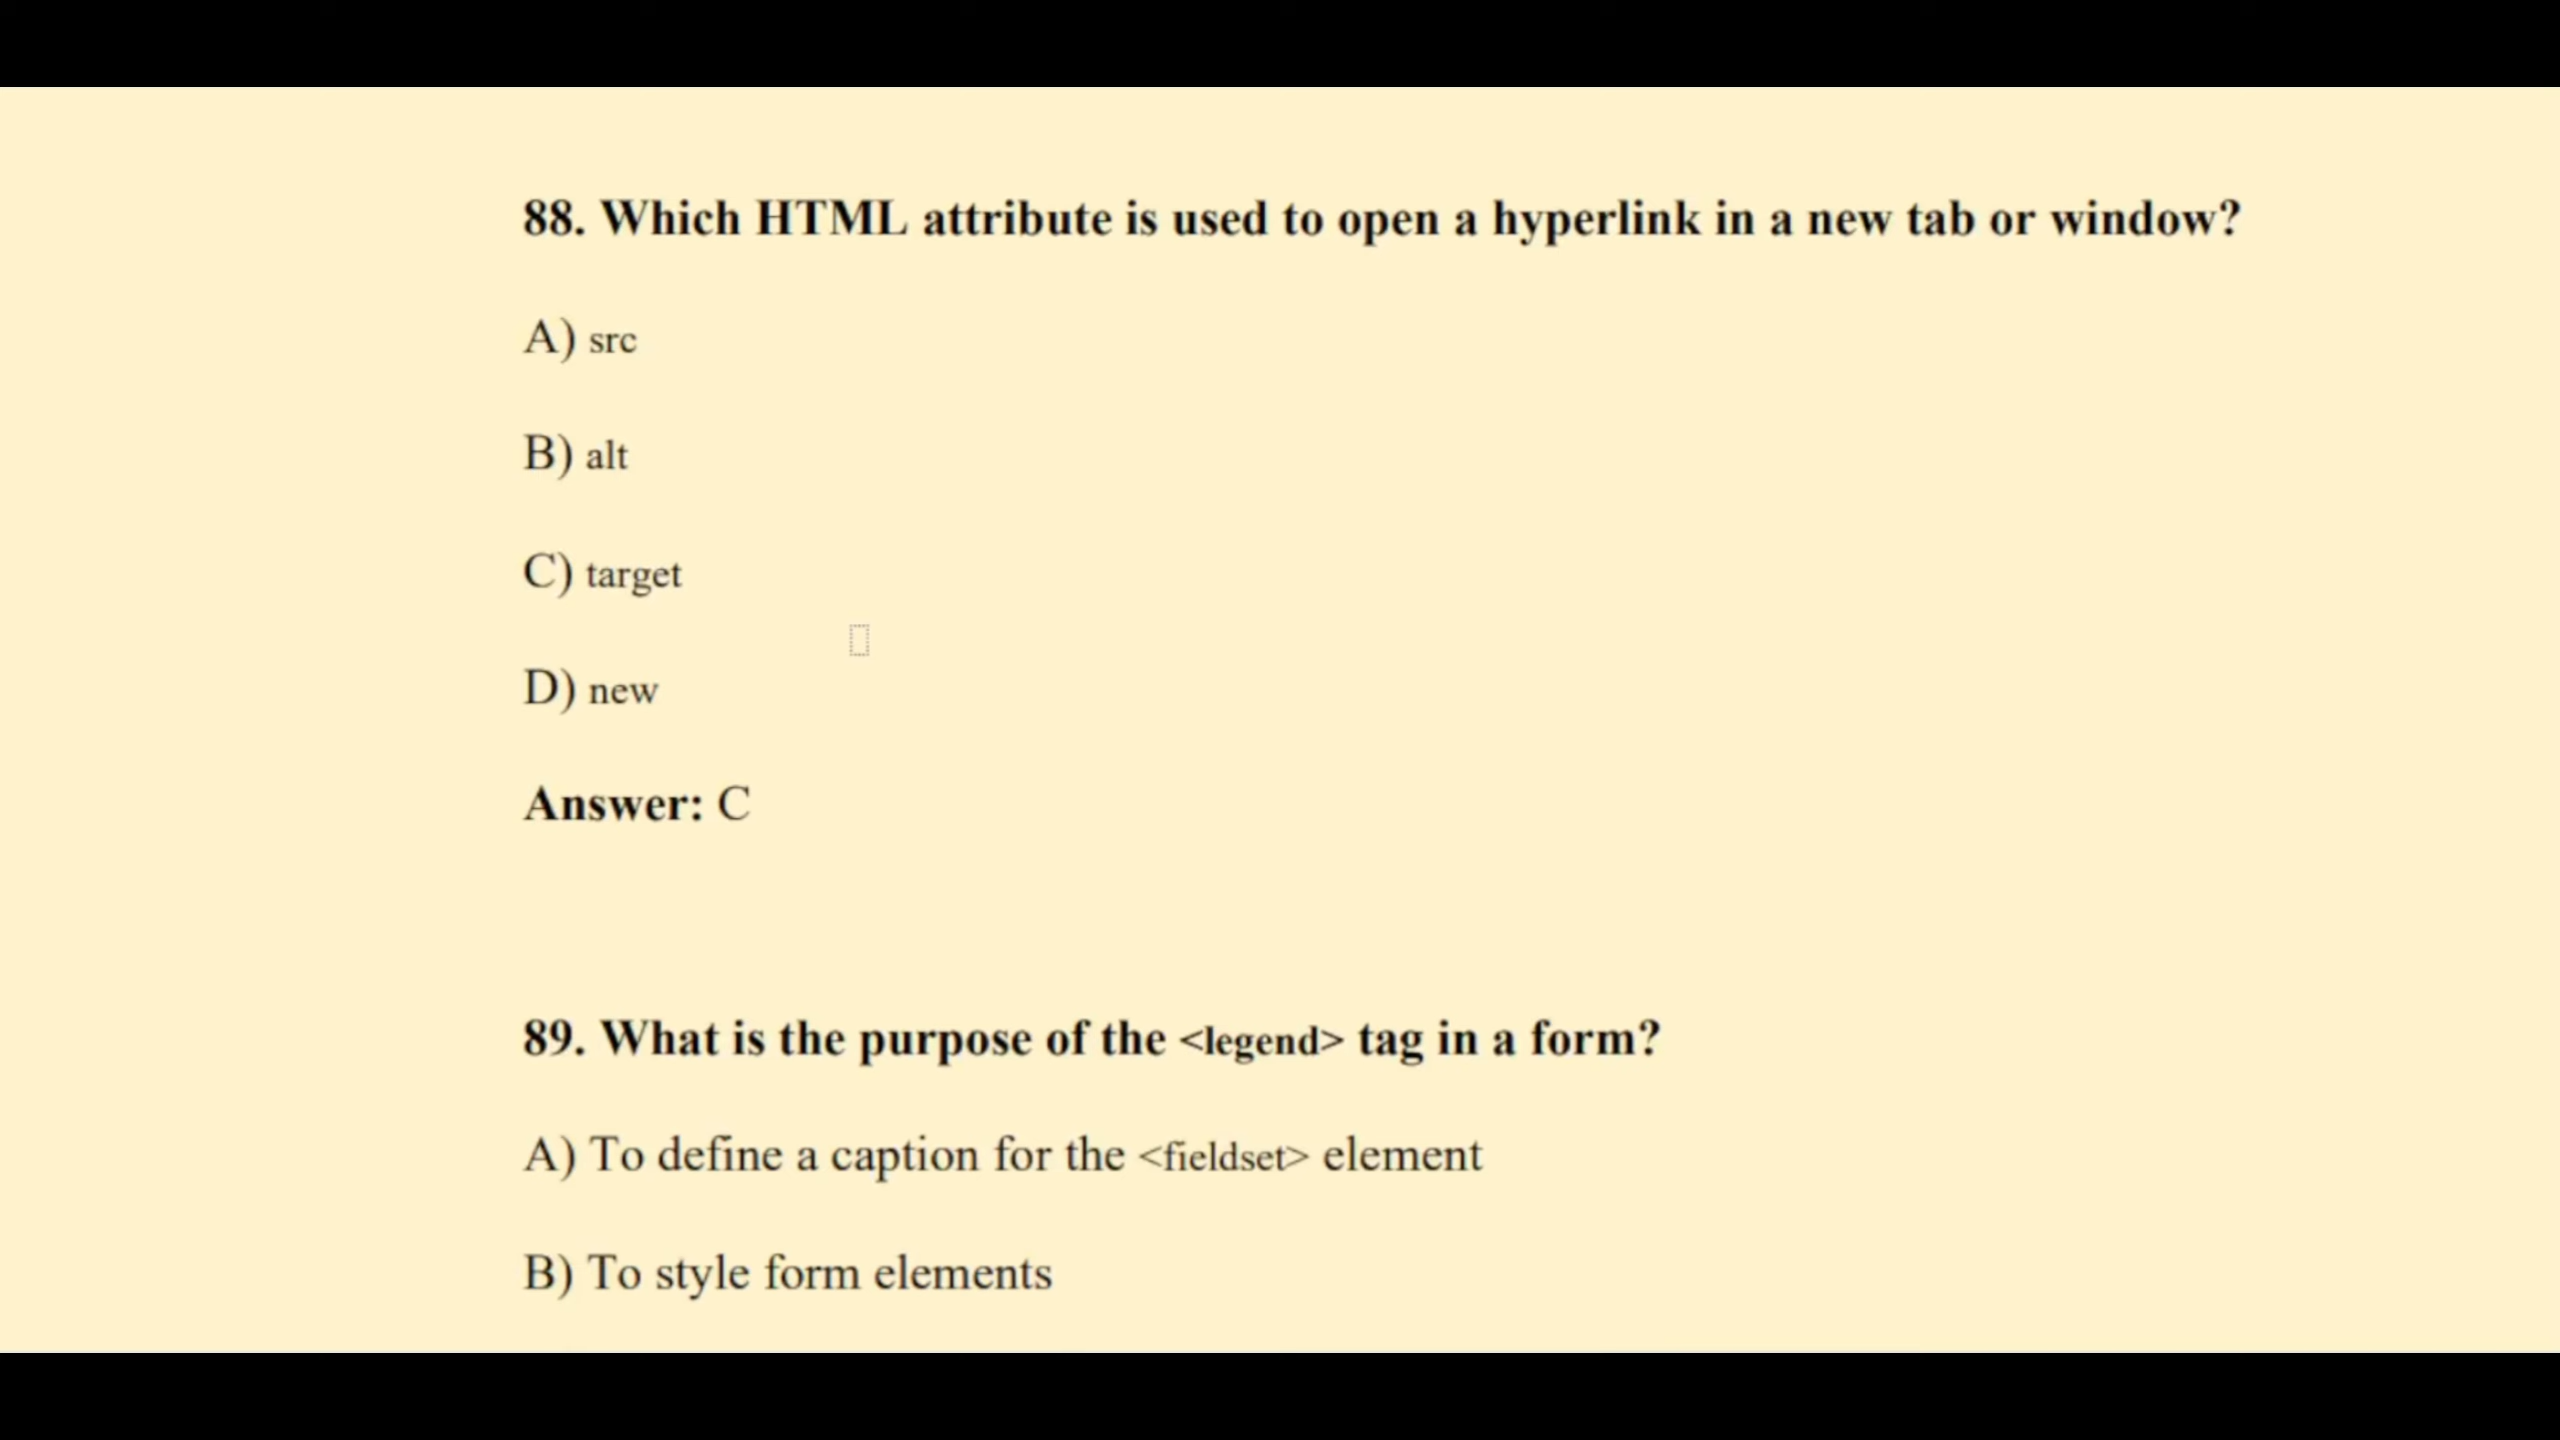 88. Which HTML attribute is used to open a hyperlink in a new tab or window?
A) src
B) alt
C) target
D) new
Answer: C
89. What is the purpose of the <legend> tag in a form?
A) To define a caption for the <fieldset> element
B) To style form elements